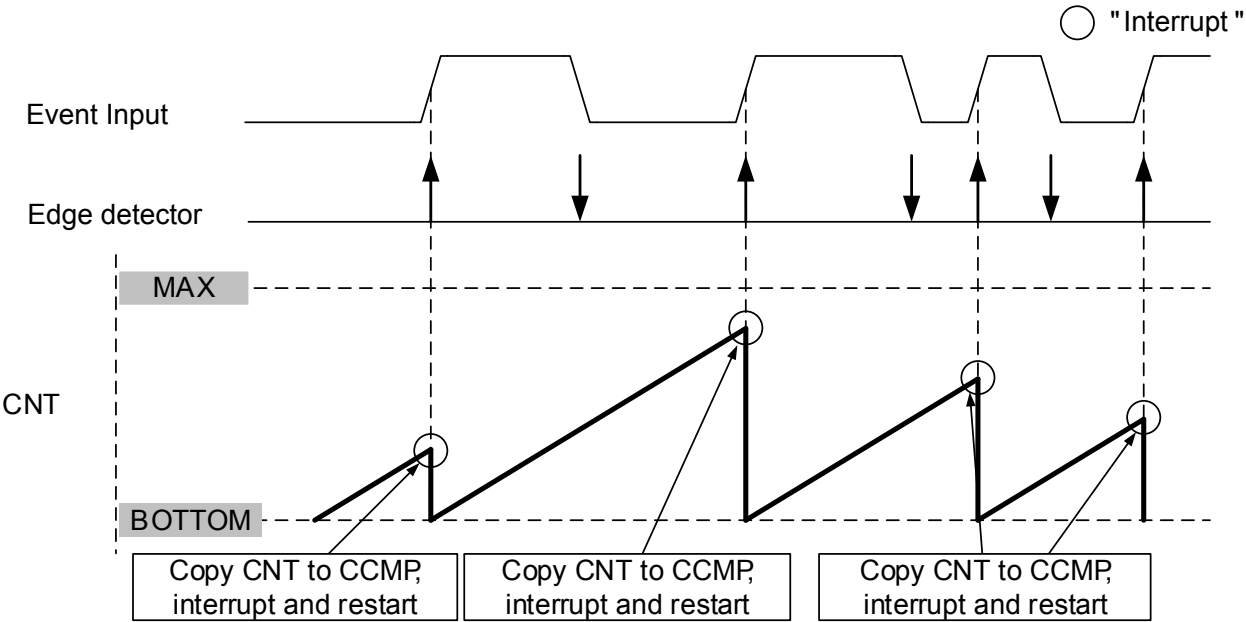 "Interrupt"
Event Input
Edge detector
MAX
CNT
BOTTOM
Copy CNT to CCMP,
interrupt and restart
Copy CNT to CCMP,
interrupt and restart
Copy CNT to CCMP,
interrupt and restart